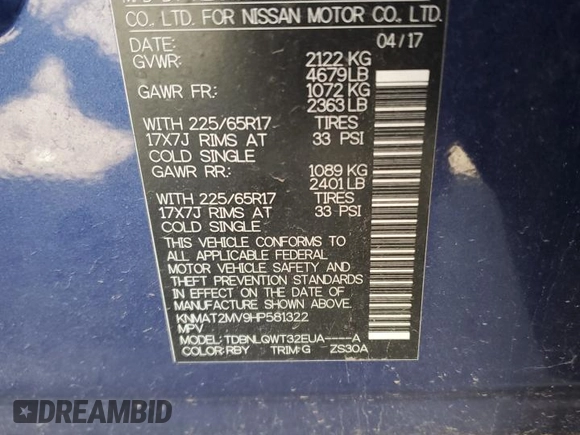 CO. LTD. FOR NISSAN MOTOR CO., LTD.
DATE: 04/17
GVWR: 2122 KG
4679 LB
GAWR FR: 1072 KG
2363 LB
WITH 225/65R17 TIRES
17X7J RIMS AT 33 PSI
COLD SINGLE
GAWR RR: 1089 KG
2401 LB
WITH 225/65R17 TIRES
17X7J RIMS AT 33 PSI
COLD SINGLE
THIS VEHICLE CONFORMS TO
ALL APPLICABLE FEDERAL
MOTOR VEHICLE SAFETY AND
THEFT PREVENTION STANDARDS
IN EFFECT ON THE DATE OF
MANUFACTURE SHOWN ABOVE.
KNMAT2MV9HP581322
MPV
MODEL: TDBNLGWT32EUA----A
COLOR: RBY TRIM: G ZS30A
DREAMBID